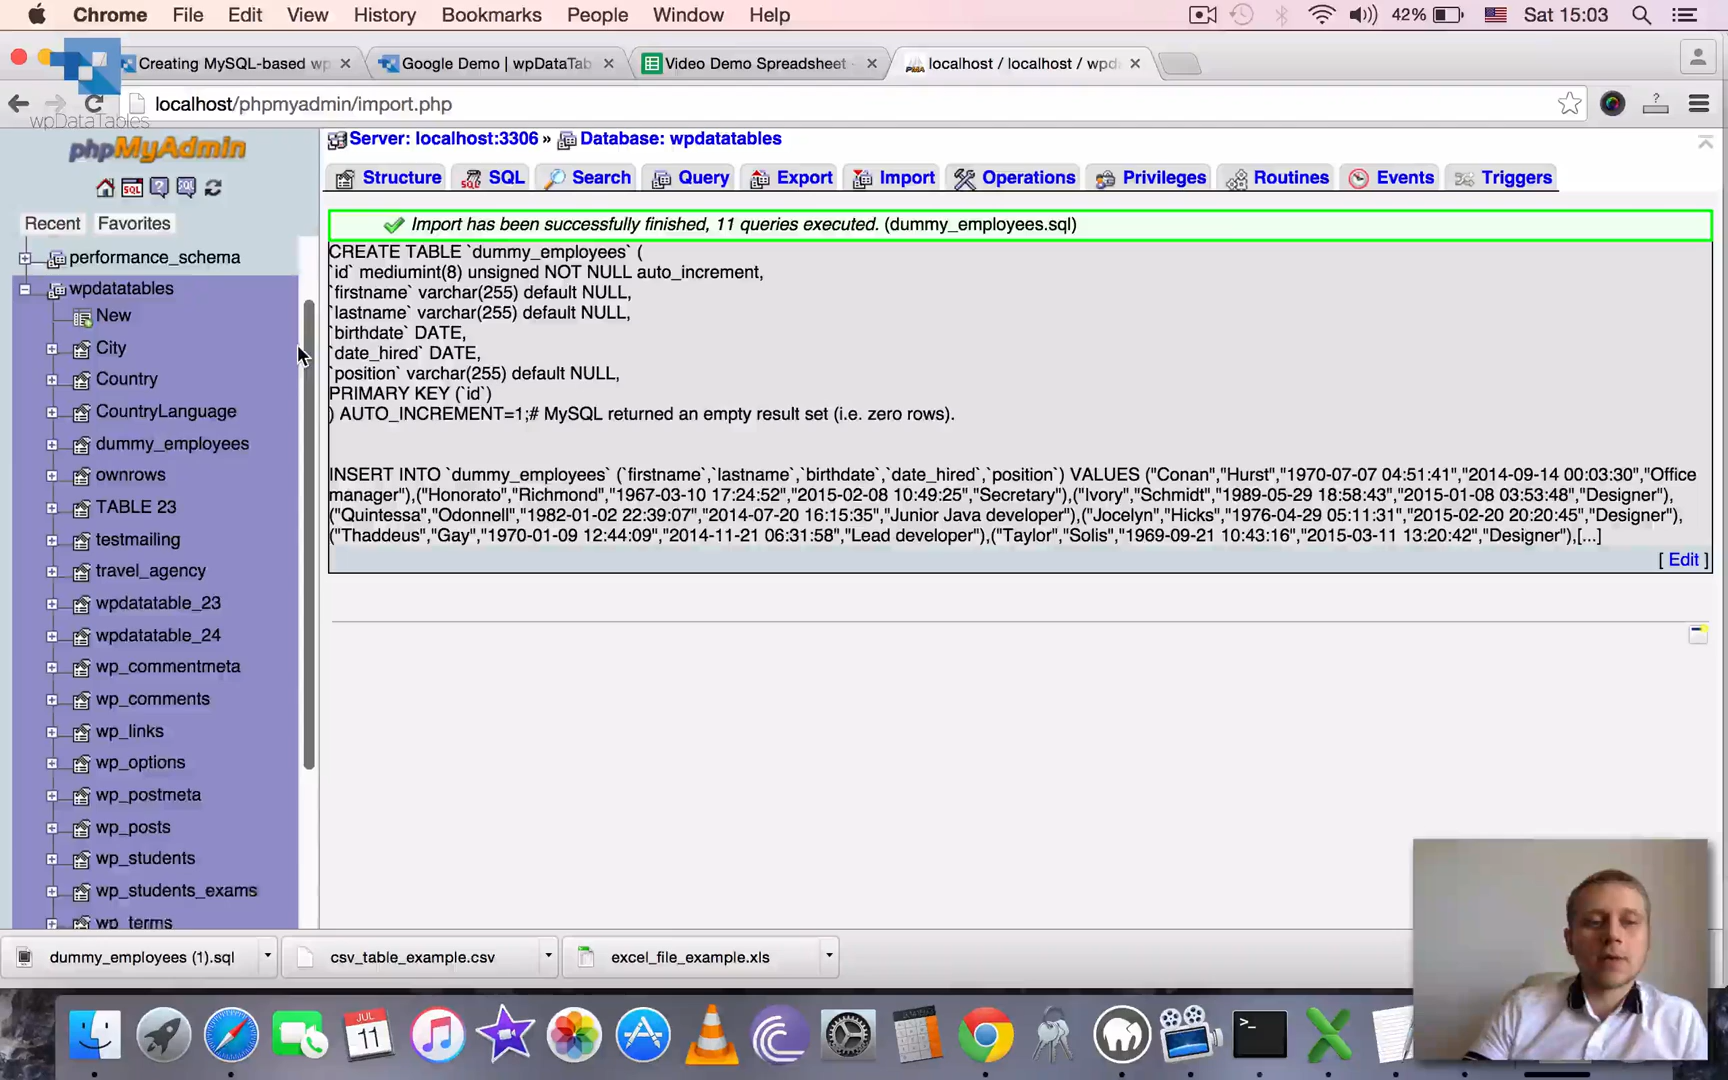 Chrome File Edit View History Bookmarks People Window Help 42% Sat 15:03
Creating MySQL-based wp Google Demo | wpDataTab Video Demo Spreadsheet localhost / localhost / wpd
localhost/phpmyadmin/import.php
wpDataTables
phpMyAdmin
Server: localhost:3306 » Database: wpdatatables
Structure SQL Search Query Export Import Operations Privileges Routines Events Triggers
Recent Favorites
performance_schema
wpdatatables
New
City
Country
CountryLanguage
dummy_employees
ownrows
TABLE 23
testmailing
travel_agency
wpdatatable_23
wpdatatable_24
wp_commentmeta
wp_comments
wp_links
wp_options
wp_postmeta
wp_posts
wp_students
wp_students_exams
wp_terms
Import has been successfully finished, 11 queries executed. (dummy_employees.sql)
CREATE TABLE `dummy_employees` (
`id` mediumint(8) unsigned NOT NULL auto_increment,
`firstname` varchar(255) default NULL,
`lastname` varchar(255) default NULL,
`birthdate` DATE,
`date_hired` DATE,
`position` varchar(255) default NULL,
PRIMARY KEY (`id`)
) AUTO_INCREMENT=1;# MySQL returned an empty result set (i.e. zero rows).
INSERT INTO `dummy_employees` (`firstname`,`lastname`,`birthdate`,`date_hired`,`position`) VALUES ("Conan","Hurst","1970-07-07 04:51:41","2014-09-14 00:03:30","Office
manager"),("Honorato","Richmond","1967-03-10 17:24:52","2015-02-08 10:49:25","Secretary"),("Ivory","Schmidt","1989-05-29 18:58:43","2015-01-08 03:53:48","Designer"),
("Quintessa","Odonnell","1982-01-02 22:39:07","2014-07-20 16:15:35","Junior Java developer"),("Jocelyn","Hicks","1976-04-29 05:11:31","2015-02-20 20:20:45","Designer"),
("Thaddeus","Gay","1970-01-09 12:44:09","2014-11-21 06:31:58","Lead developer"),("Taylor","Solis","1969-09-21 10:43:16","2015-03-11 13:20:42","Designer"),[...]
[ Edit ]
dummy_employees (1).sql csv_table_example.csv excel_file_example.xls
JUL
11